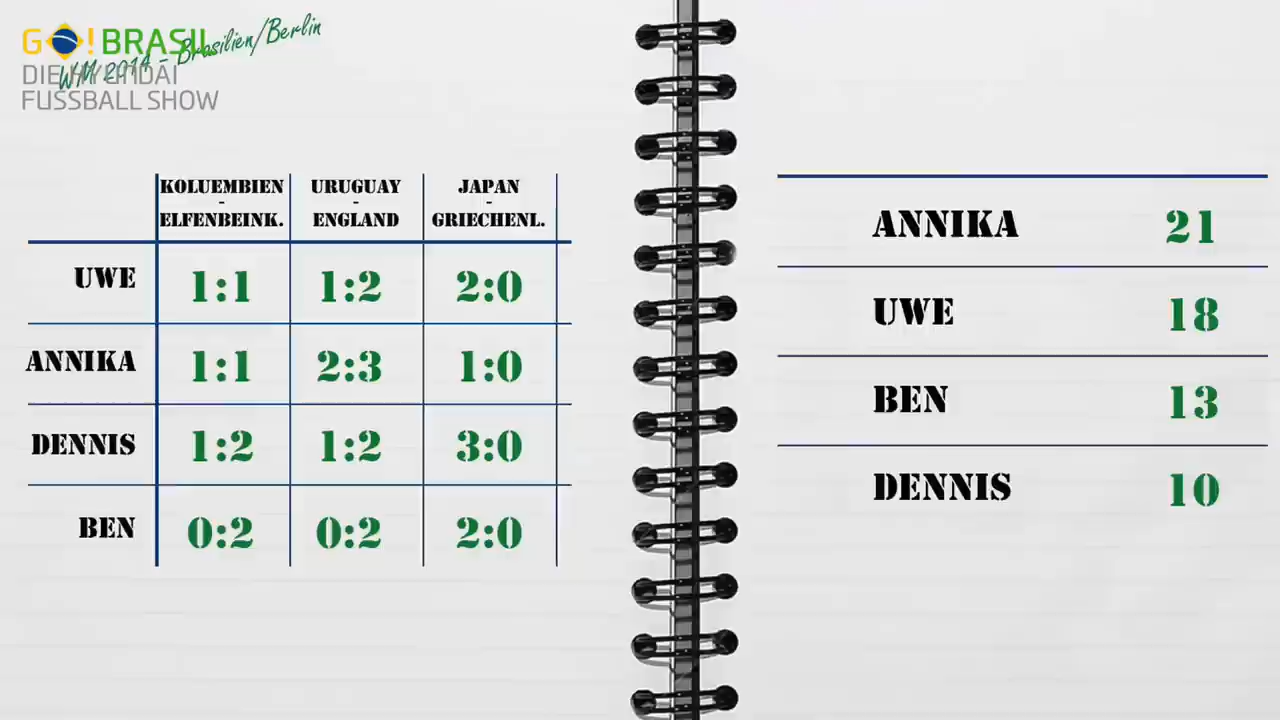 GO! BRASIL
WM 2014 - Brasilien/Berlin
DIE HYUNDAI
FUSSBALL SHOW
KOLUEMBIEN - ELFENBEINK.
URUGUAY - ENGLAND
JAPAN - GRIECHENL.
UWE 1:1 1:2 2:0
ANNIKA 1:1 2:3 1:0
DENNIS 1:2 1:2 3:0
BEN 0:2 0:2 2:0
ANNIKA 21
UWE 18
BEN 13
DENNIS 10